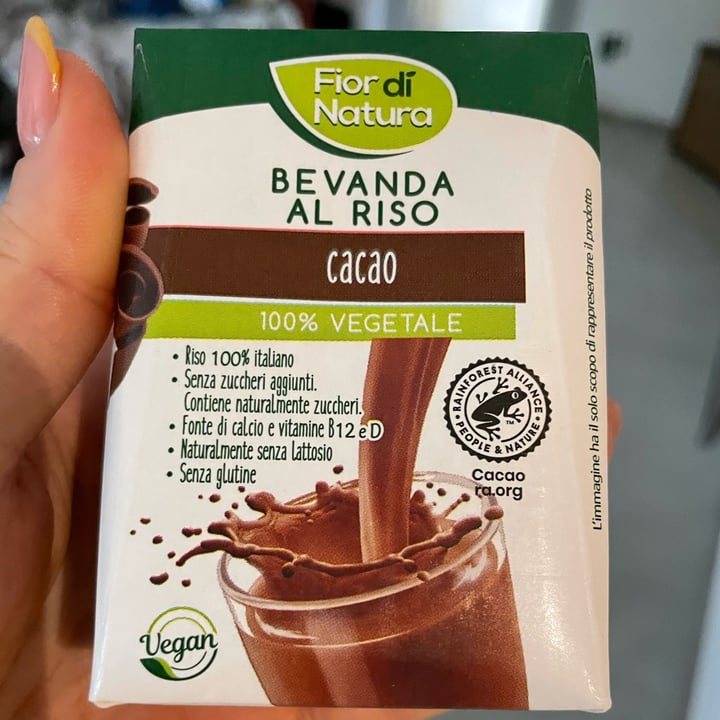 Fior di
Natura
BEVANDA
AL RISO
cacao
100% VEGETALE
• Riso 100% italiano
• Senza zuccheri aggiunti.
Contiene naturalmente zuccheri.
• Fonte di calcio e vitamine B12 e D
• Naturalmente senza lattosio
• Senza glutine
RAINFOREST ALLIANCE
• PEOPLE & NATURE •
TM
Cacao
ra.org
Vegan
L'immagine ha il solo scopo di rappresentare il prodotto